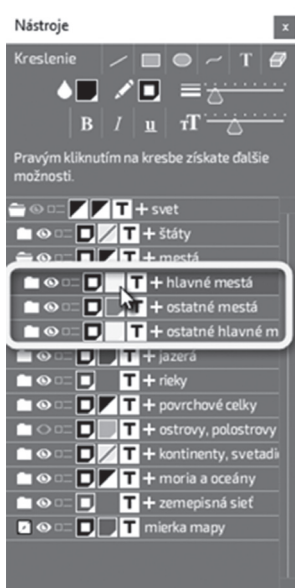 Nástroje x
Kreslenie T
B I u тT
Pravým kliknutím na kresbe získate ďalšie
možnosti.
T + svet
T + štáty
T + mestá
T + hlavné mestá
T + ostatné mestá
T + ostatné hlavné m
T + jazerá
T + rieky
T + povrchové celky
T + ostrovy, polostrovy
T + kontinenty, svetadi
T + moria a oceány
T + zemepisná sieť
T mierka mapy